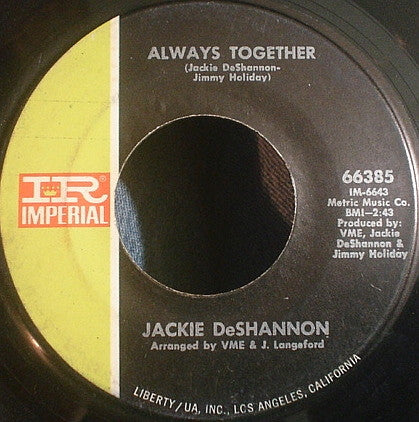 ALWAYS TOGETHER
(Jackie DeShannon-
Jimmy Holiday)
IR®
IMPERIAL
66385
IM-6643
Metric Music Co.
BMI-2:43
Produced by:
VME, Jackie
DeShannon &
Jimmy Holiday
JACKIE DeSHANNON
Arranged by VME & J. Langsford
LIBERTY/UA, INC., LOS ANGELES, CALIFORNIA